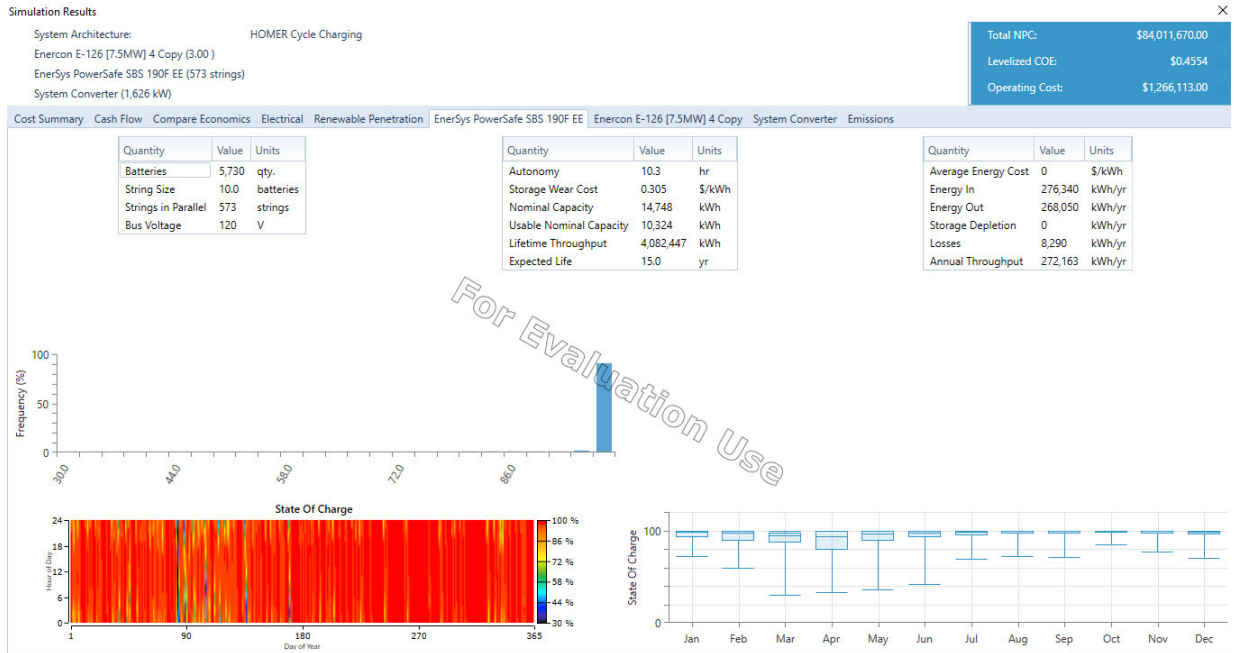 Simulation Results
System Architecture: HOMER Cycle Charging
Enercon E-126 [7.5MW] 4 Copy (3.00 )
EnerSys PowerSafe SBS 190F EE (573 strings)
System Converter (1,626 kW)
Total NPC: $84,011,670.00
Levelized COE: $0.4554
Operating Cost: $1,266,113.00
Cost Summary Cash Flow Compare Economics Electrical Renewable Penetration EnerSys PowerSafe SBS 190F EE Enercon E-126 [7.5MW] 4 Copy System Converter Emissions
Quantity Value Units
Batteries 5,730 qty.
String Size 10.0 batteries
Strings in Parallel 573 strings
Bus Voltage 120 V
Quantity Value Units
Autonomy 10.3 hr
Storage Wear Cost 0.305 $/kWh
Nominal Capacity 14,748 kWh
Usable Nominal Capacity 10,324 kWh
Lifetime Throughput 4,082,447 kWh
Expected Life 15.0 yr
Quantity Value Units
Average Energy Cost 0 $/kWh
Energy In 276,340 kWh/yr
Energy Out 268,050 kWh/yr
Storage Depletion 0 kWh/yr
Losses 8,290 kWh/yr
Annual Throughput 272,163 kWh/yr
For Evaluation Use
Frequency (%)
100
50
0
30.0 44.0 58.0 72.0 86.0
State Of Charge
Hour of Day
24
18
12
6
0
1 90 180 270 365
Day of Year
100 %
86 %
72 %
58 %
44 %
30 %
State Of Charge
100
0
Jan Feb Mar Apr May Jun Jul Aug Sep Oct Nov Dec